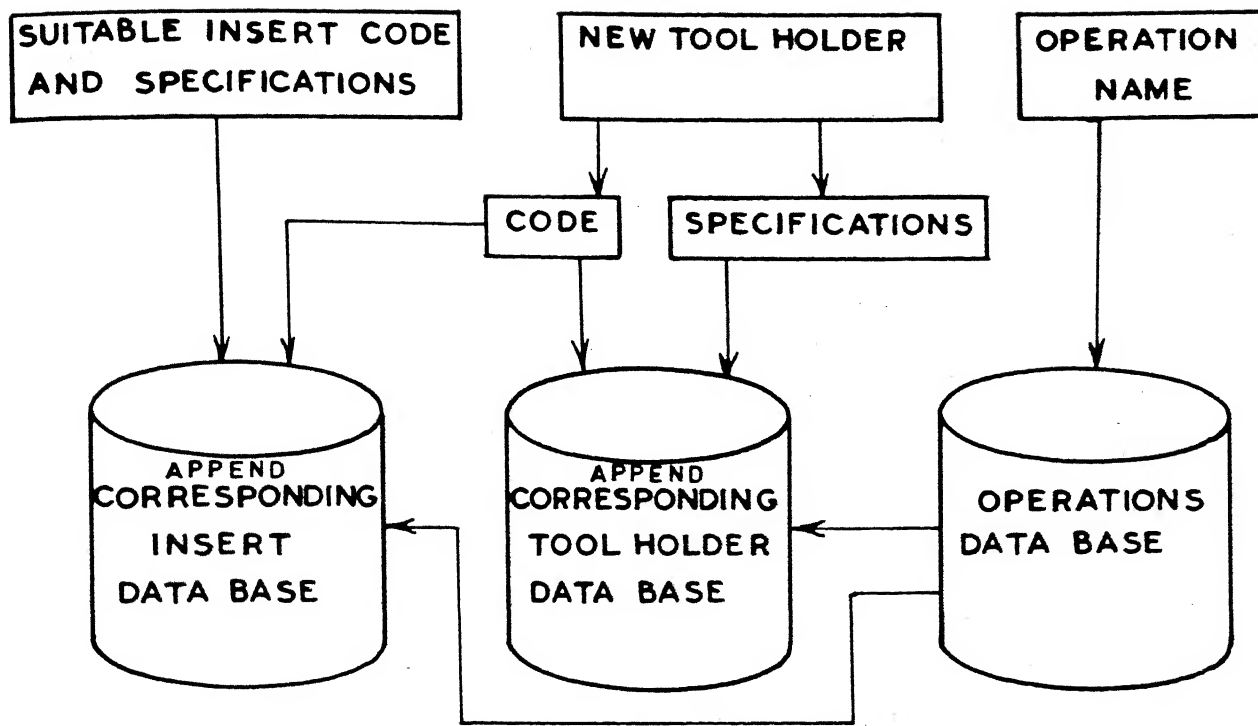 SUITABLE INSERT CODE
AND SPECIFICATIONS
NEW TOOL HOLDER
OPERATION
NAME
CODE
SPECIFICATIONS
APPEND
CORRESPONDING
INSERT
DATA BASE
APPEND
CORRESPONDING
TOOL HOLDER
DATA BASE
OPERATIONS
DATA BASE